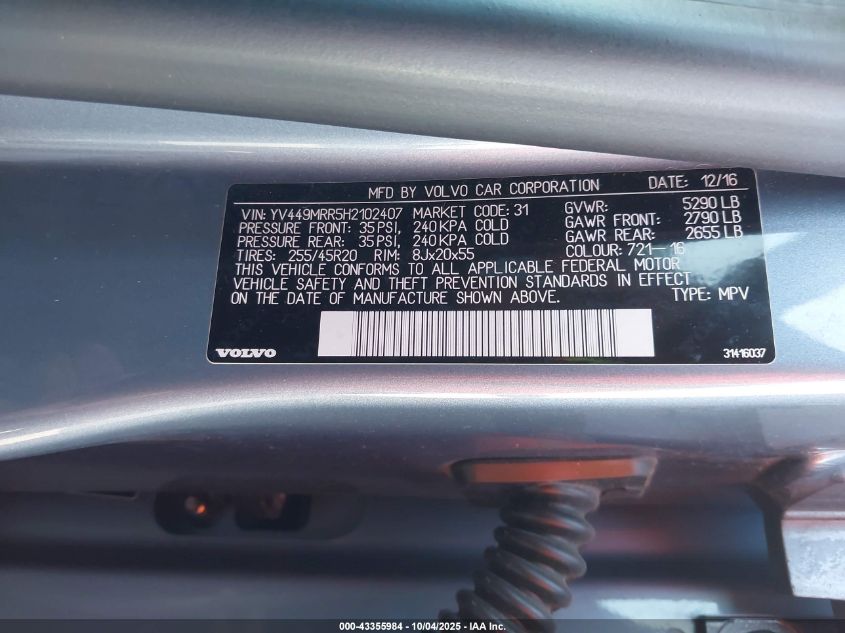 MFD BY VOLVO CAR CORPORATION DATE: 12/16
VIN: YV449MRR5H2102407 MARKET CODE: 31 GVWR: 5290 LB
PRESSURE FRONT: 35 PSI, 240 KPA COLD GAWR FRONT: 2790 LB
PRESSURE REAR: 35 PSI, 240 KPA COLD GAWR REAR: 2655 LB
TIRES: 255/45R20 RIM: 8Jx20x55 COLOUR: 721-16
THIS VEHICLE CONFORMS TO ALL APPLICABLE FEDERAL MOTOR
VEHICLE SAFETY AND THEFT PREVENTION STANDARDS IN EFFECT
ON THE DATE OF MANUFACTURE SHOWN ABOVE. TYPE: MPV
VOLVO 31416037
000-43355984 - 10/04/2025 - IAA Inc.